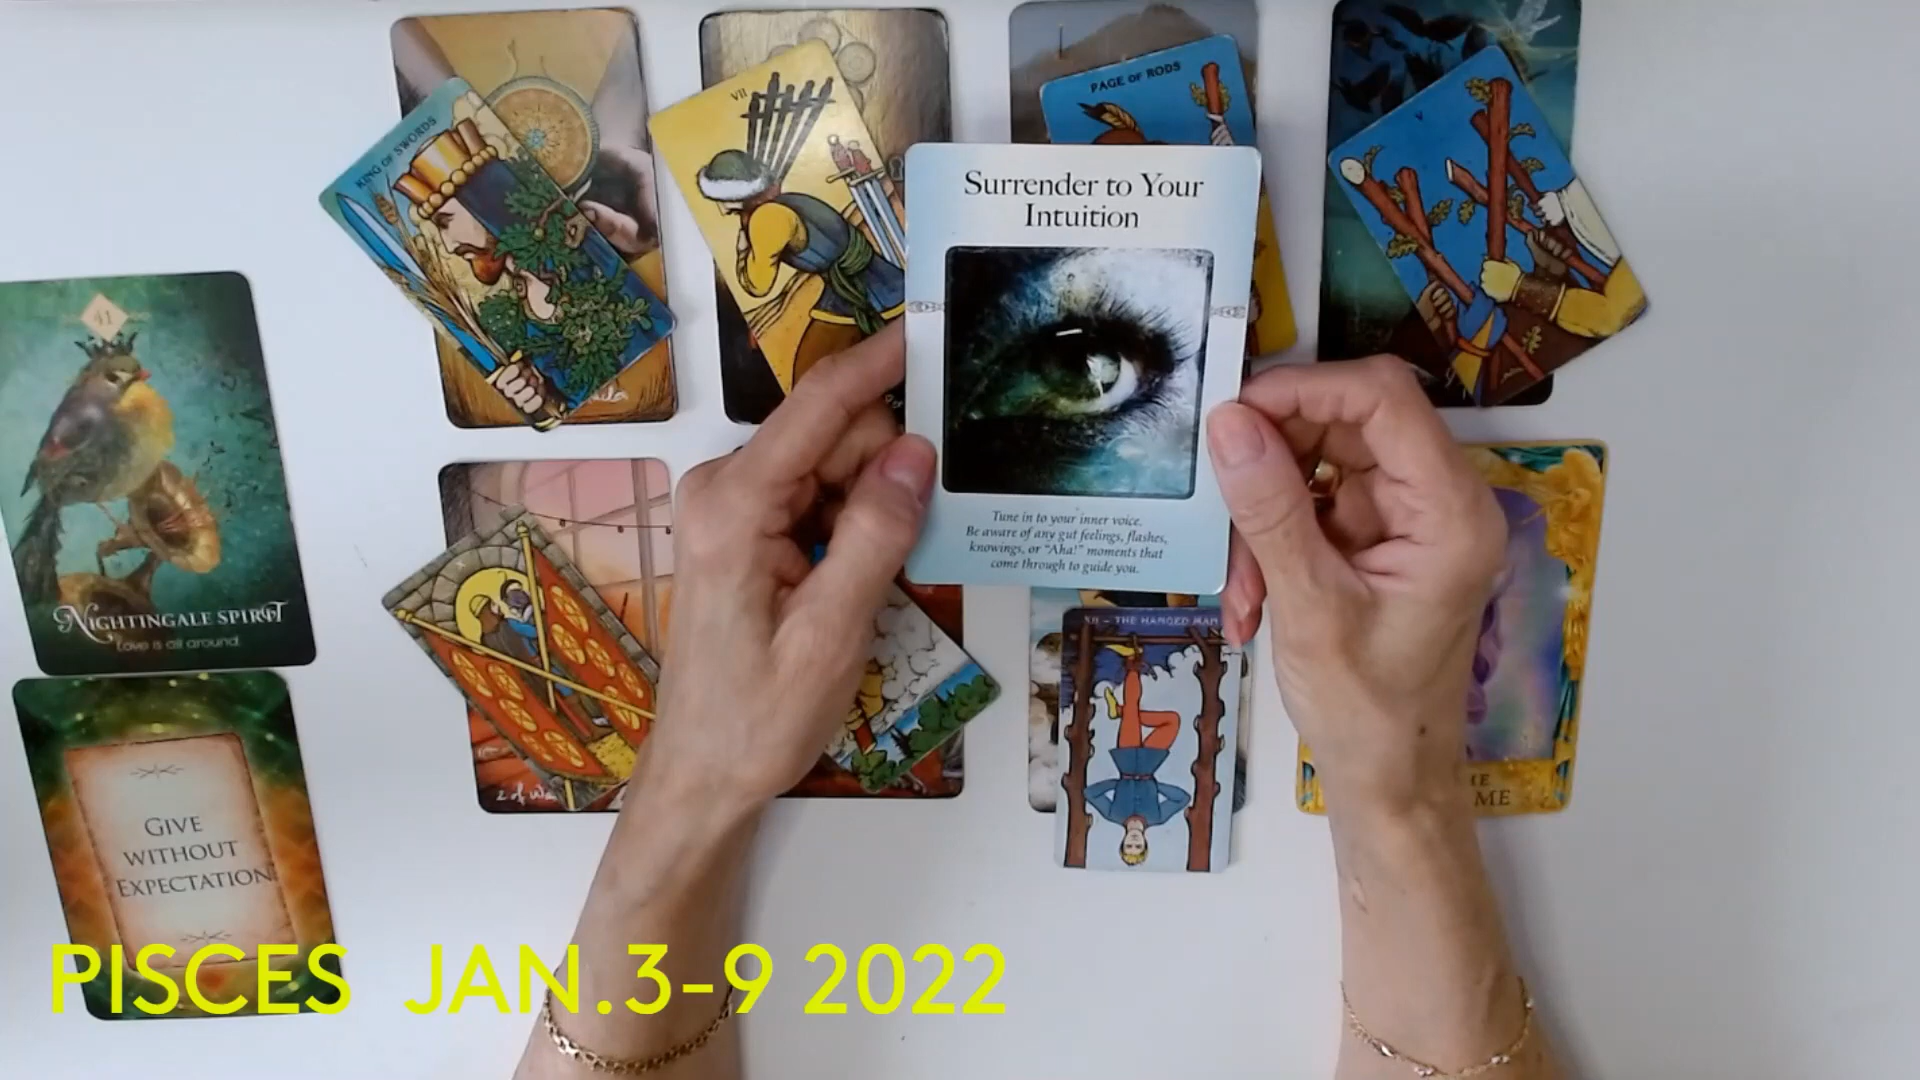 KING OF SWORDS
VII
PAGE OF RODS
V
Surrender to Your
Intuition
Tune in to your inner voice.
Be aware of any gut feelings, flashes,
knowings, or "Aha!" moments that
come through to guide you.
41
NIGHTINGALE SPIRIT
Love is all around.
XII – THE HANGED MAN
2 of
ME
GIVE
WITHOUT
EXPECTATION
PISCES JAN.3-9 2022